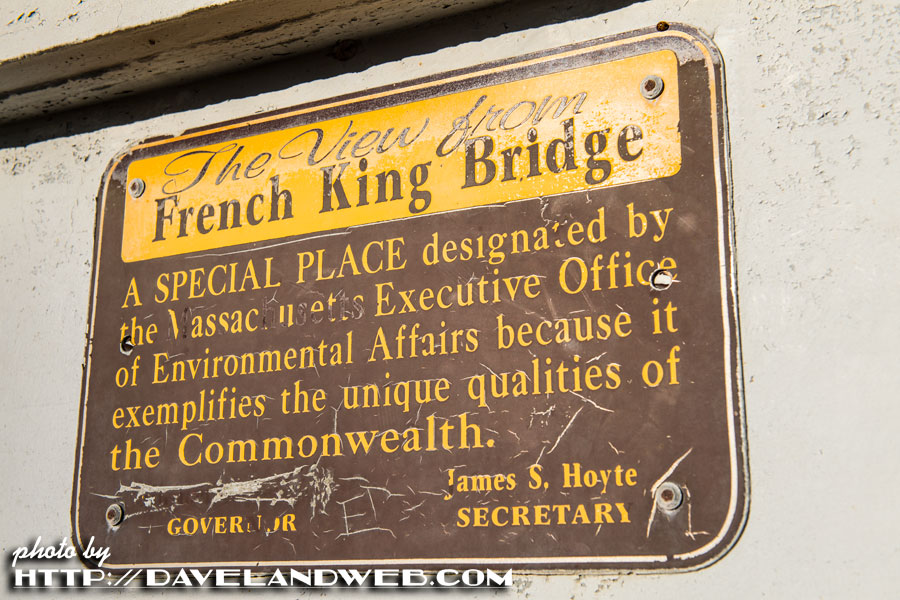 The View from
French King Bridge
A SPECIAL PLACE designated by
the Massachusetts Executive Office
of Environmental Affairs because it
exemplifies the unique qualities of
the Commonwealth.
James S. Hoyte
GOVERNOR SECRETARY
photo by
HTTP://DAVELANDWEB.COM